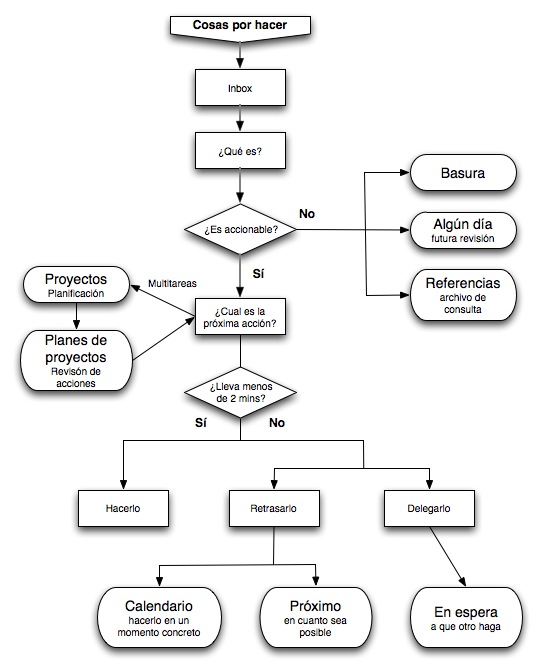 Cosas por hacer
Inbox
¿Qué es?
¿Es accionable?
No
Basura
Algún día
futura revisión
Referencias
archivo de
consulta
Sí
Proyectos
Planificación
Multitareas
¿Cual es la
próxima acción?
Planes de
proyectos
Revisón de
acciones
¿Lleva menos
de 2 mins?
Sí
No
Hacerlo
Retrasarlo
Delegarlo
Calendario
hacerlo en un
momento concreto
Próximo
en cuanto sea
posible
En espera
a que otro haga